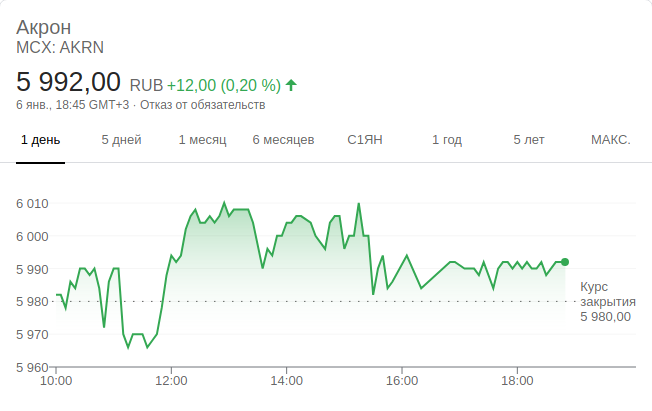 Акрон
MCX: AKRN
5 992,00 RUB +12,00 (0,20 %)
6 янв., 18:45 GMT+3 · Отказ от обязательств
1 день 5 дней 1 месяц 6 месяцев С1ЯН 1 год 5 лет МАКС.
6 010
6 000
5 990
5 980
5 970
5 960
Курс
закрытия
5 980,00
10:00 12:00 14:00 16:00 18:00